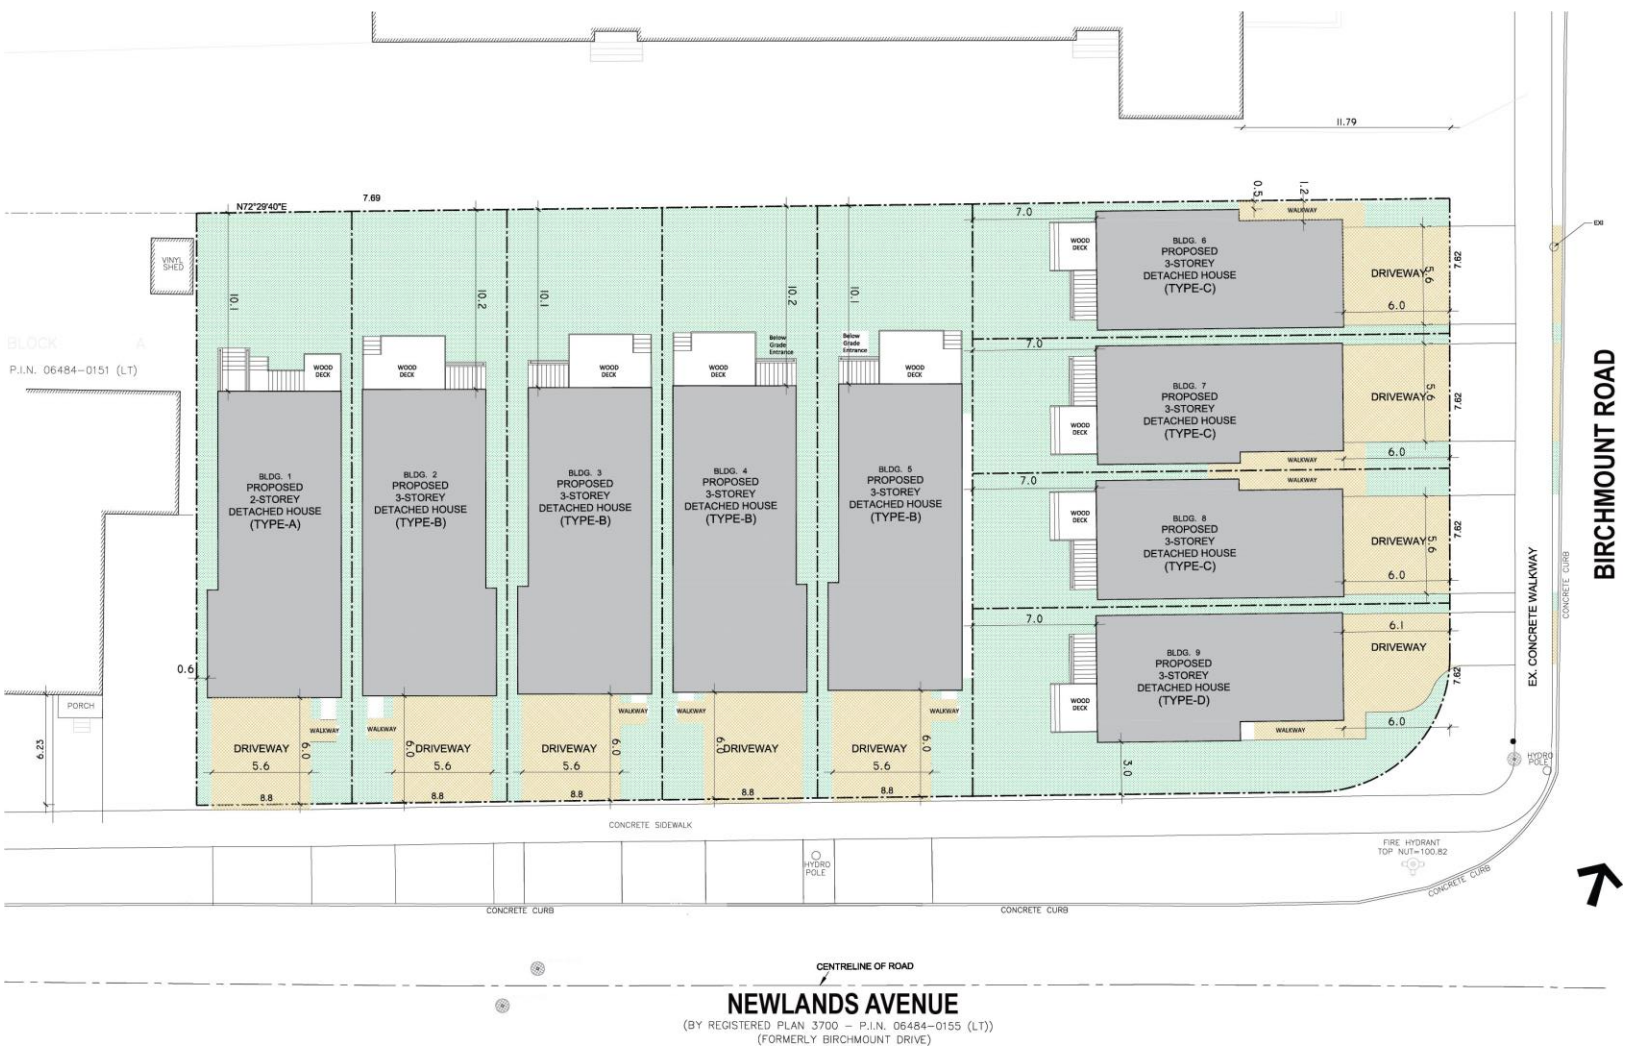 11.79
7.69
N72°29'40"E
0.5
1.2
7.0
WALKWAY
EXI
VINYL
SHED
WOOD
DECK
BLDG. 6
PROPOSED
3-STOREY
DETACHED HOUSE
(TYPE-C)
DRIVEWAY
5.6
7.62
6.0
10.1
10.2
10.1
10.2
10.1
BLOCK A
P.I.N. 06484-0151 (LT)
Below
Grade
Entrance
Below
Grade
Entrance
7.0
WOOD
DECK
WOOD
DECK
WOOD
DECK
WOOD
DECK
WOOD
DECK
BLDG. 7
PROPOSED
3-STOREY
DETACHED HOUSE
(TYPE-C)
WOOD
DECK
DRIVEWAY
5.6
7.62
6.0
WALKWAY
BIRCHMOUNT ROAD
BLDG. 1
PROPOSED
2-STOREY
DETACHED HOUSE
(TYPE-A)
BLDG. 2
PROPOSED
3-STOREY
DETACHED HOUSE
(TYPE-B)
BLDG. 3
PROPOSED
3-STOREY
DETACHED HOUSE
(TYPE-B)
BLDG. 4
PROPOSED
3-STOREY
DETACHED HOUSE
(TYPE-B)
BLDG. 5
PROPOSED
3-STOREY
DETACHED HOUSE
(TYPE-B)
7.0
WALKWAY
WOOD
DECK
BLDG. 8
PROPOSED
3-STOREY
DETACHED HOUSE
(TYPE-C)
DRIVEWAY
5.6
7.62
6.0
EX. CONCRETE WALKWAY
CONCRETE CURB
7.0
6.1
DRIVEWAY
BLDG. 9
PROPOSED
3-STOREY
DETACHED HOUSE
(TYPE-D)
WOOD
DECK
7.62
6.0
WALKWAY
3.0
0.6
PORCH
6.23
WALKWAY
WALKWAY
WALKWAY
WALKWAY
WALKWAY
DRIVEWAY
6.0
5.6
8.8
6.0
DRIVEWAY
5.6
8.8
DRIVEWAY
6.0
5.6
8.8
6.0
DRIVEWAY
8.8
DRIVEWAY
6.0
5.6
8.8
HYDRO
POLE
CONCRETE SIDEWALK
HYDRO
POLE
FIRE HYDRANT
TOP NUT=100.82
CONCRETE CURB
CONCRETE CURB
CONCRETE CURB
CENTRELINE OF ROAD
NEWLANDS AVENUE
(BY REGISTERED PLAN 3700 - P.I.N. 06484-0155 (LT))
(FORMERLY BIRCHMOUNT DRIVE)